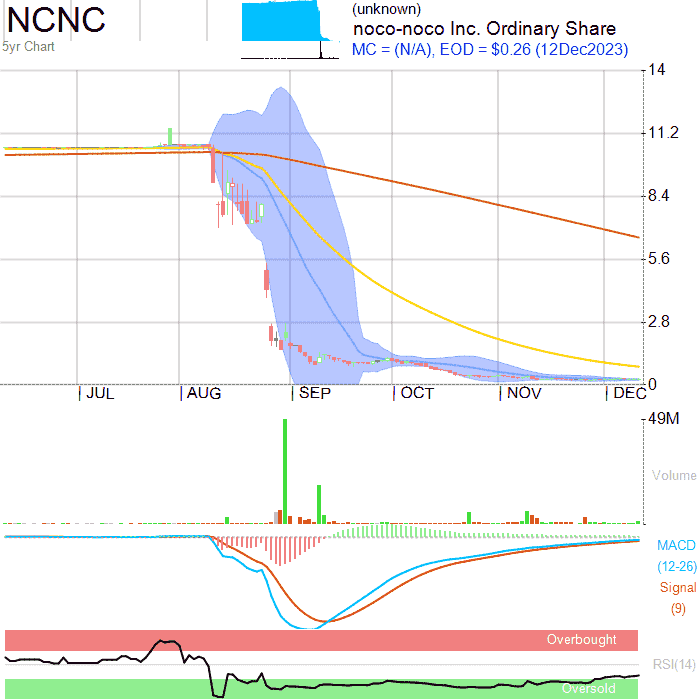 NCNC
5yr Chart
(unknown)
noco-noco Inc. Ordinary Share
MC = (N/A), EOD = $0.26 (12Dec2023)
14
11.2
8.4
5.6
2.8
0
JUL AUG SEP OCT NOV DEC
49M
Volume
MACD
(12-26)
Signal
(9)
Overbought
RSI(14)
Oversold